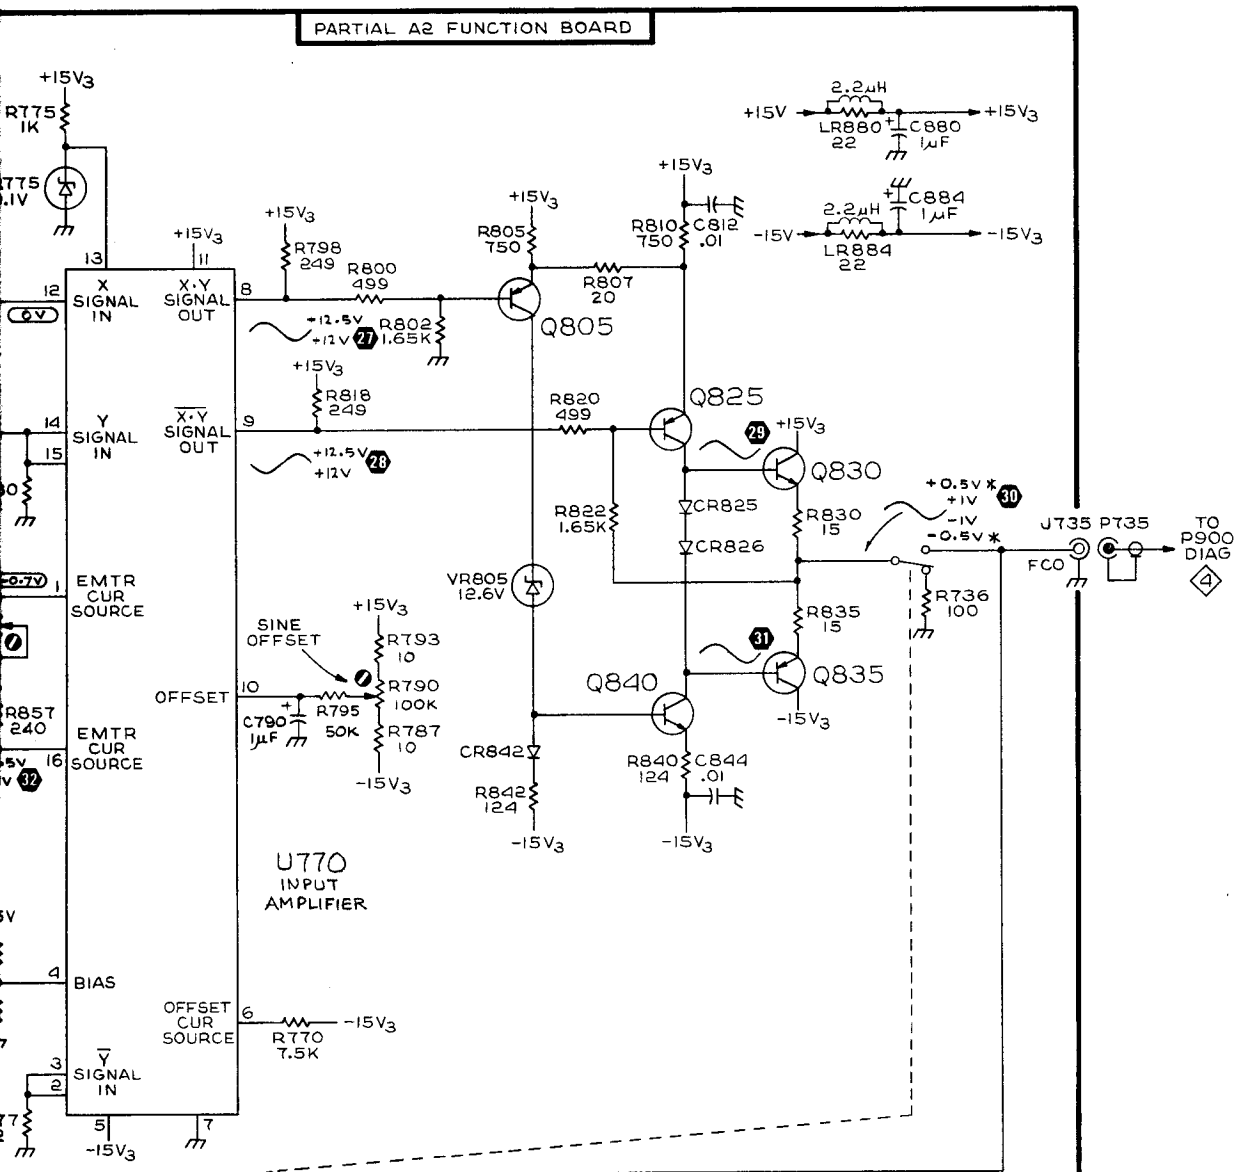 PARTIAL A2 FUNCTION BOARD
+15V3
R775
1K
775
.1V
2.2µH
+15V
+15V3
LR880
22
+
C880
1µF
2.2µH
+
C884
1µF
-15V
-15V3
LR884
22
+15V3
R798
249
R800
499
+15V3
R805
750
R807
20
+15V3
R810
750
C812
.01
+15V3
11
13
12
X
SIGNAL
IN
0V
X·Y
SIGNAL
OUT
8
+12.5V
+12V
27
R802
1.65K
Q805
+15V3
R818
249
R820
499
Q825
14
Y
SIGNAL
IN
15
X·Y
SIGNAL
OUT
9
+12.5V
+12V
28
29
+15V3
Q830
R822
1.65K
CR825
CR826
R830
15
+0.5V*
+1V
-1V
-0.5V*
30
J735
P735
FCO
TO
P900
DIAG
4
R736
100
-0.7V
1
EMTR
CUR
SOURCE
VR805
12.6V
R835
15
31
Q835
-15V3
SINE
OFFSET
+15V3
R793
10
R790
100K
R787
10
-15V3
OFFSET
10
+
C790
1µF
R795
50K
Q840
R857
240
EMTR
CUR
SOURCE
16
5V
V
32
CR842
R842
124
-15V3
R840
124
C844
.01
-15V3
U770
INPUT
AMPLIFIER
V
4
BIAS
OFFSET
CUR
SOURCE
6
R770
7.5K
-15V3
3
2
Y
SIGNAL
IN
5
-15V3
7